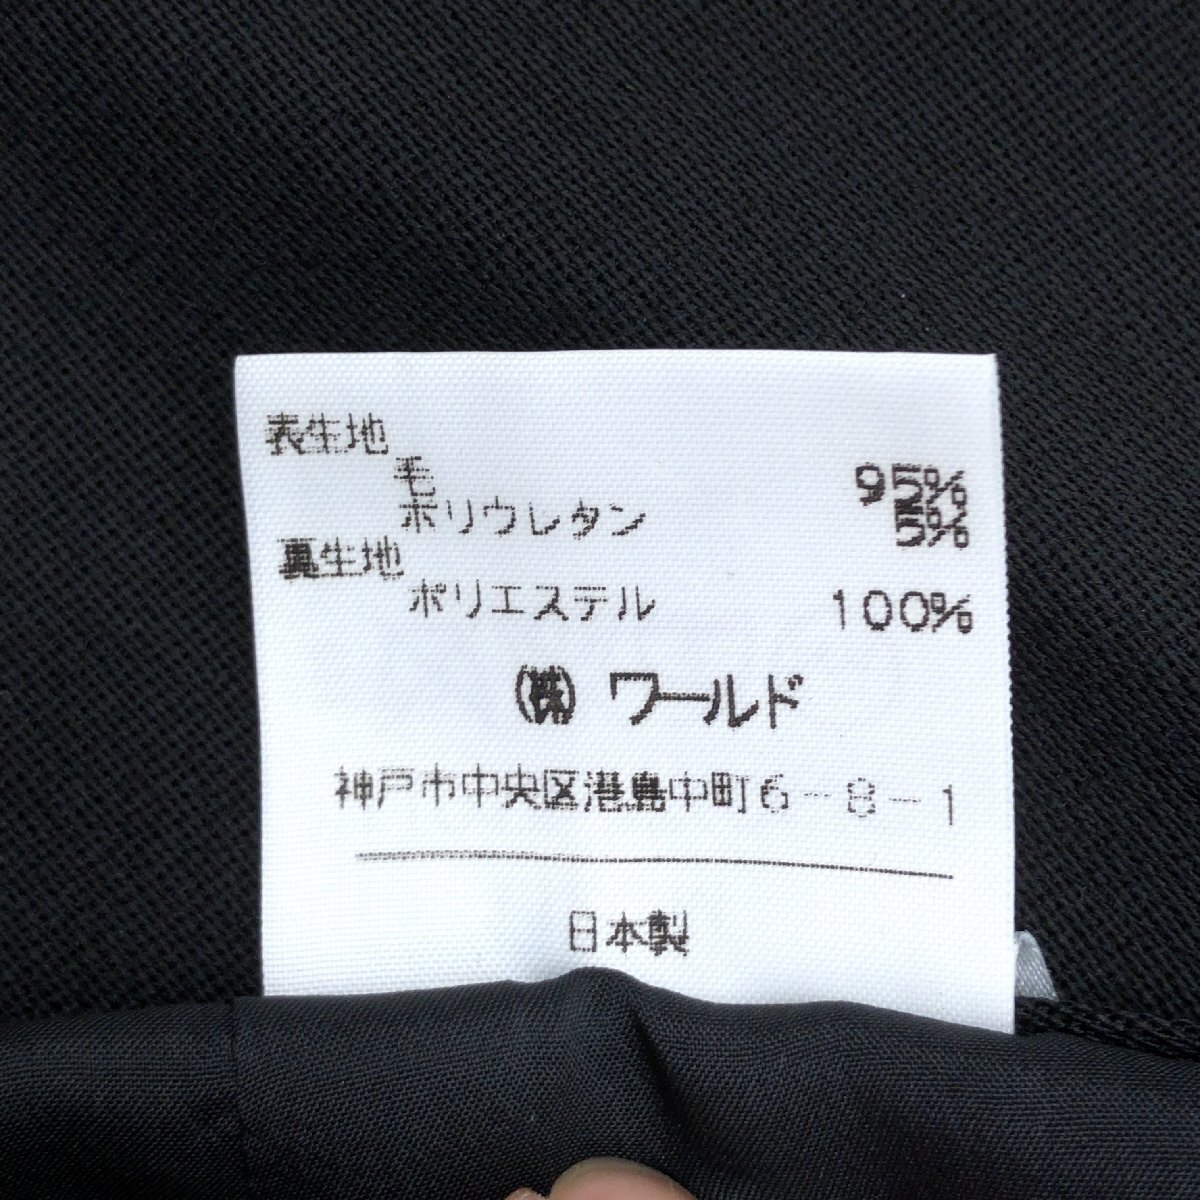 表生地
毛 95%
ポリウレタン 5%
裏生地
ポリエステル 100%
(株) ワールド
神戸市中央区港島中町6-8-1
日本製